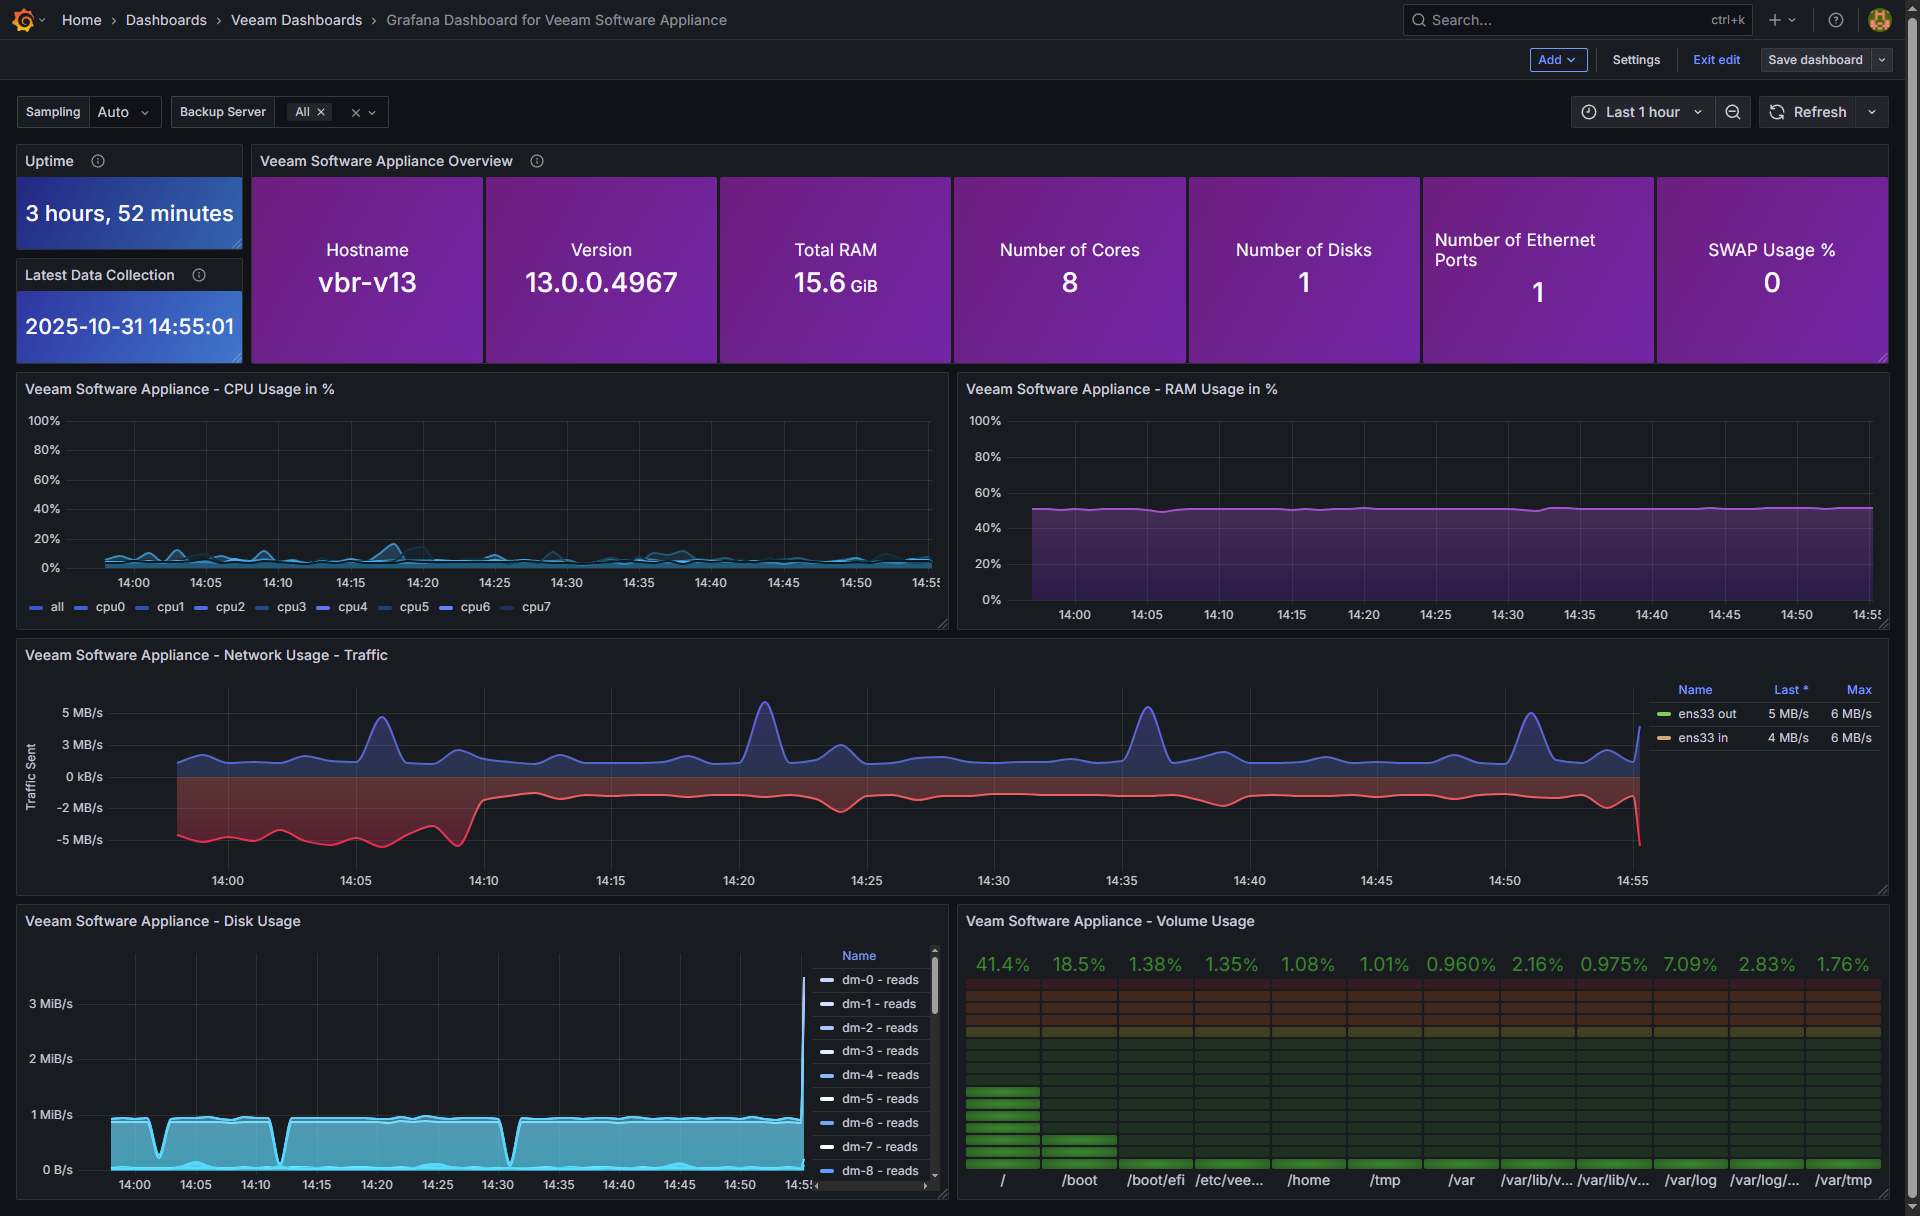 Home › Dashboards › Veeam Dashboards › Grafana Dashboard for Veeam Software Appliance
Search... ctrl+k
Add Settings Exit edit Save dashboard
Sampling Auto Backup Server All Last 1 hour Refresh
Uptime
3 hours, 52 minutes
Latest Data Collection
2025-10-31 14:55:01
Veeam Software Appliance Overview
Hostname
vbr-v13
Version
13.0.0.4967
Total RAM
15.6 GiB
Number of Cores
8
Number of Disks
1
Number of Ethernet
Ports
1
SWAP Usage %
0
Veeam Software Appliance - CPU Usage in %
100%
80%
60%
40%
20%
0%
14:00 14:05 14:10 14:15 14:20 14:25 14:30 14:35 14:40 14:45 14:50 14:55
all cpu0 cpu1 cpu2 cpu3 cpu4 cpu5 cpu6 cpu7
Veeam Software Appliance - RAM Usage in %
100%
80%
60%
40%
20%
0%
14:00 14:05 14:10 14:15 14:20 14:25 14:30 14:35 14:40 14:45 14:50 14:55
Veeam Software Appliance - Network Usage - Traffic
Traffic Sent
5 MB/s
3 MB/s
0 kB/s
-2 MB/s
-5 MB/s
14:00 14:05 14:10 14:15 14:20 14:25 14:30 14:35 14:40 14:45 14:50 14:55
Name Last * Max
ens33 out 5 MB/s 6 MB/s
ens33 in 4 MB/s 6 MB/s
Veeam Software Appliance - Disk Usage
3 MiB/s
2 MiB/s
1 MiB/s
0 B/s
14:00 14:05 14:10 14:15 14:20 14:25 14:30 14:35 14:40 14:45 14:50 14:55
Name
dm-0 - reads
dm-1 - reads
dm-2 - reads
dm-3 - reads
dm-4 - reads
dm-5 - reads
dm-6 - reads
dm-7 - reads
dm-8 - reads
Veam Software Appliance - Volume Usage
41.4% 18.5% 1.38% 1.35% 1.08% 1.01% 0.960% 2.16% 0.975% 7.09% 2.83% 1.76%
/ /boot /boot/efi /etc/vee... /home /tmp /var /var/lib/v... /var/lib/v... /var/log /var/log/... /var/tmp